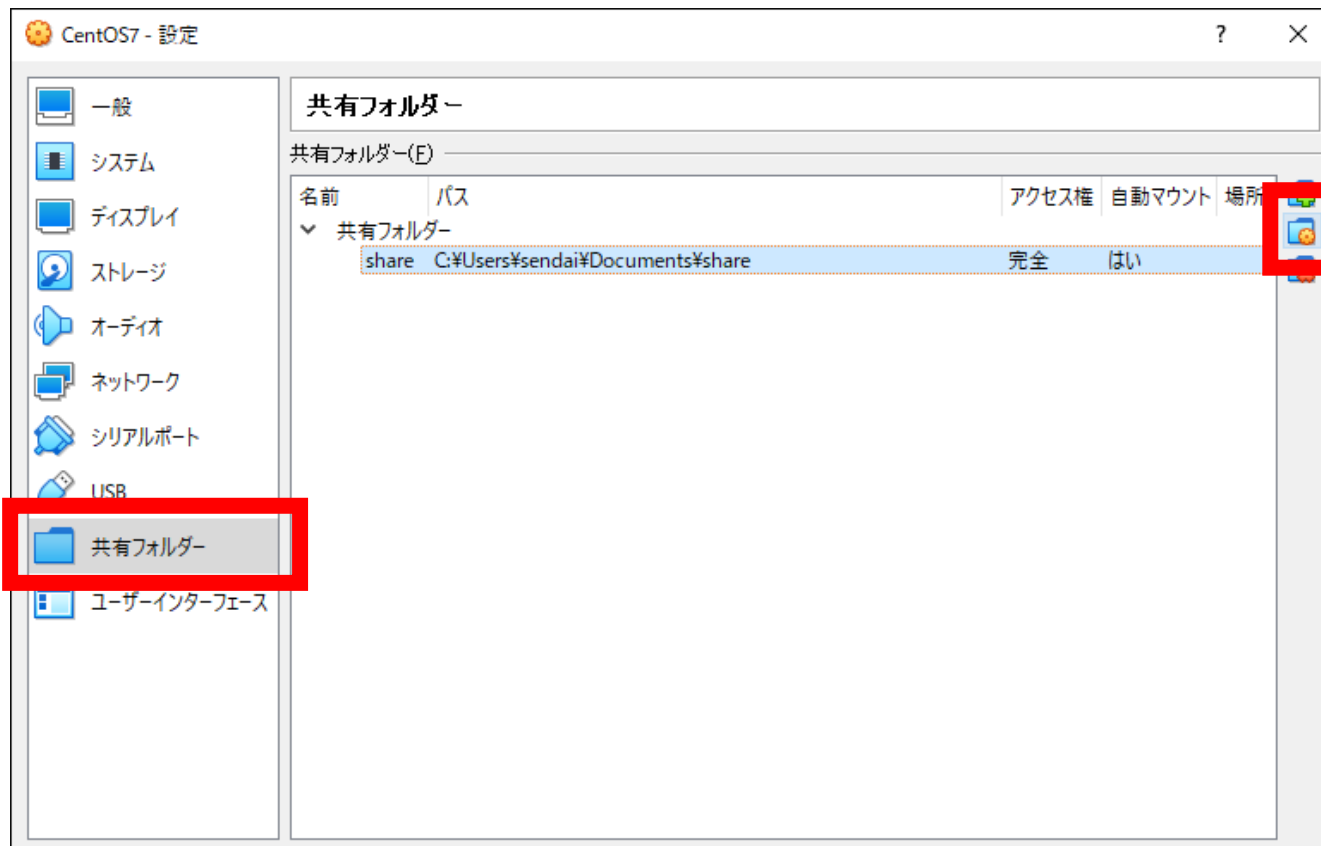 CentOS7 - 設定
?
一般
システム
ディスプレイ
ストレージ
オーディオ
ネットワーク
シリアルポート
USB
共有フォルダー
ユーザーインターフェース
共有フォルダー
共有フォルダー(F)
名前 パス アクセス権 自動マウント 場所
共有フォルダー
share C:¥Users¥sendai¥Documents¥share 完全 はい